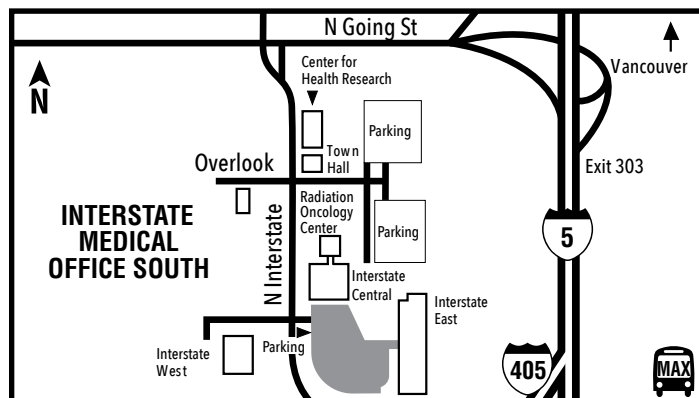 N Going St
Center for
Health Research
Vancouver
N
Parking
Town
Hall
Overlook
Exit 303
Radiation
Oncology
Center
INTERSTATE
MEDICAL
OFFICE SOUTH
Parking
5
N Interstate
Interstate
Central
Interstate
East
Parking
Interstate
West
405
MAX